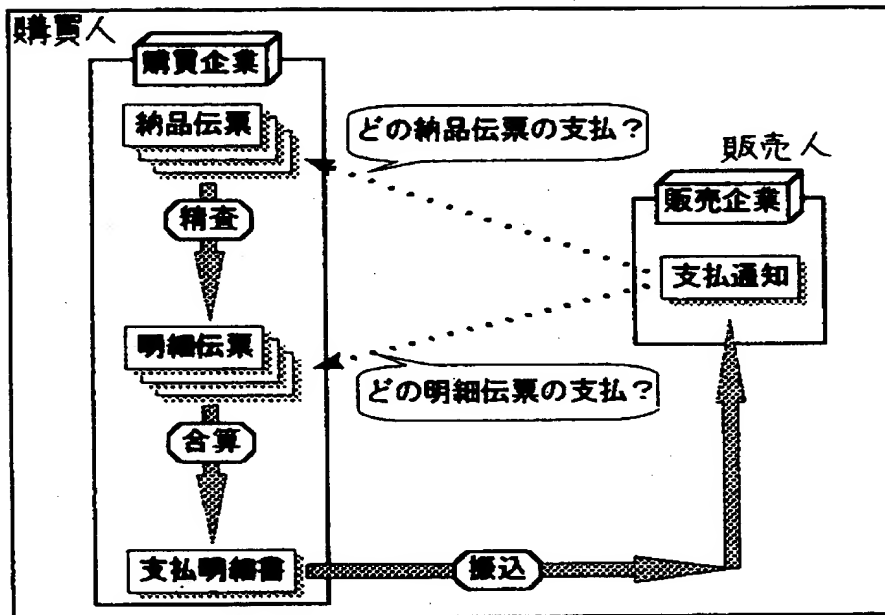 購買人
購買企業
納品伝票
どの納品伝票の支払?
販売人
精査
販売企業
支払通知
明細伝票
どの明細伝票の支払?
合算
支払明細書
振込